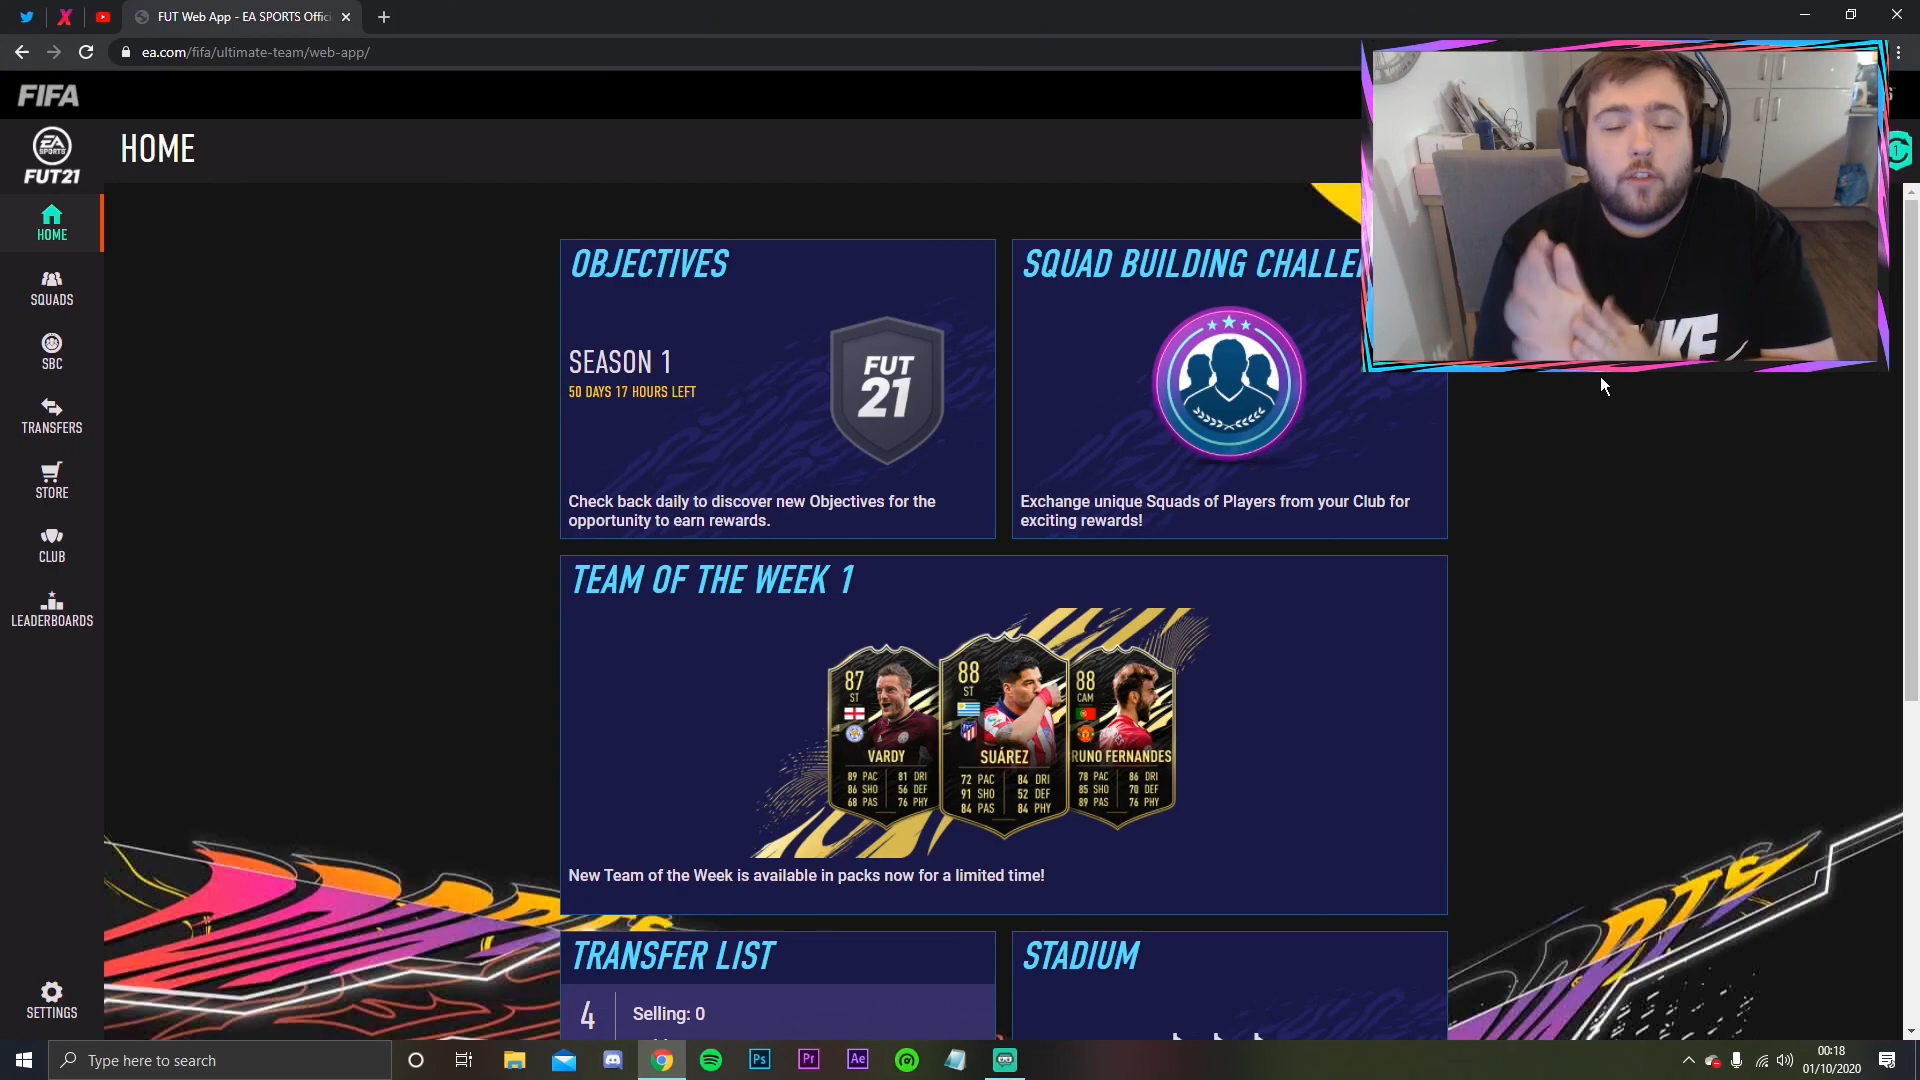 FUT Web App - EA SPORTS Offici
ea.com/fifa/ultimate-team/web-app/
FIFA
EA SPORTS
FUT21
HOME
HOME
SQUADS
SBC
TRANSFERS
STORE
CLUB
LEADERBOARDS
SETTINGS
OBJECTIVES
SEASON 1
50 DAYS 17 HOURS LEFT
FUT
21
Check back daily to discover new Objectives for the
opportunity to earn rewards.
SQUAD BUILDING CHALLE
Exchange unique Squads of Players from your Club for
exciting rewards!
TEAM OF THE WEEK 1
87
ST
VARDY
89 PAC 81 DRI
86 SHO 56 DEF
68 PAS 76 PHY
88
ST
SUÁREZ
72 PAC 84 DRI
91 SHO 52 DEF
84 PAS 84 PHY
88
CAM
RUNO FERNANDES
78 PAC 86 DRI
85 SHO 70 DEF
89 PAS 76 PHY
New Team of the Week is available in packs now for a limited time!
TRANSFER LIST
4
Selling: 0
STADIUM
Type here to search
Ps
Pr
Ae
00:18
01/10/2020